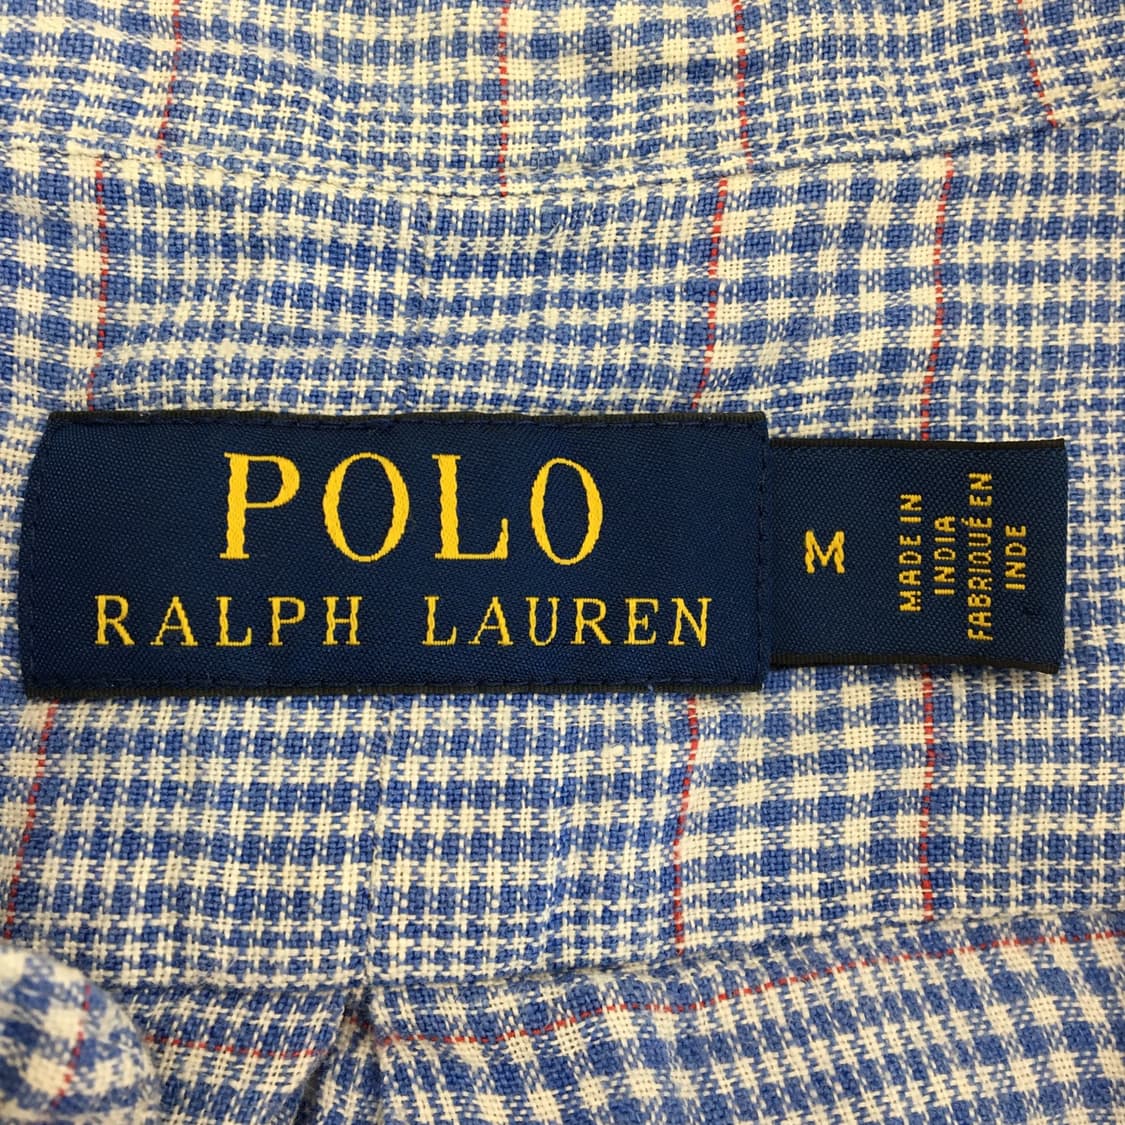 POLO
RALPH LAUREN
M
MADE IN
INDIA
FABRIQUÉ EN
INDE